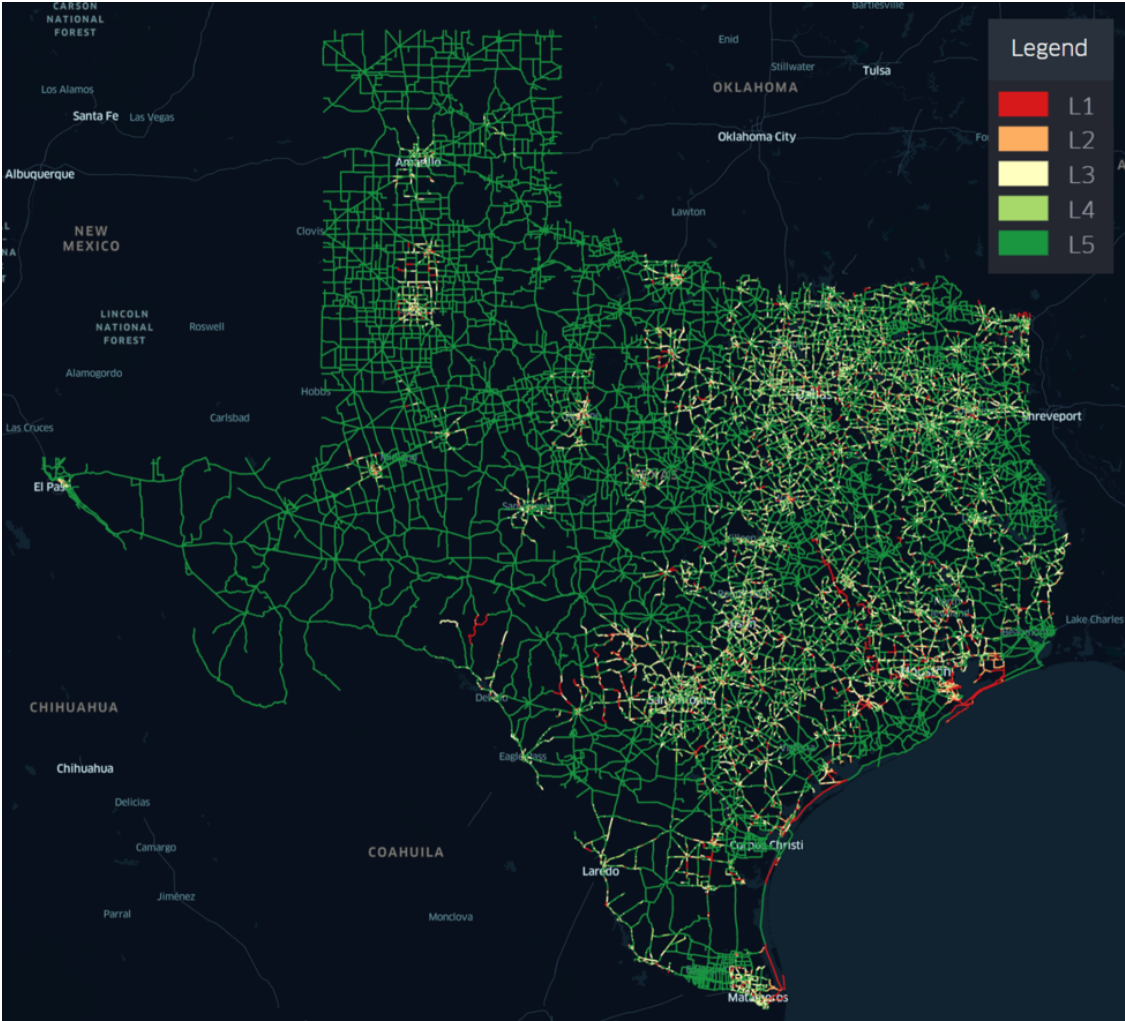 CARSON
NATIONAL
FOREST
Bartlesville
Enid
Stillwater
Tulsa
Los Alamos
OKLAHOMA
Santa Fe
Las Vegas
Oklahoma City
Albuquerque
Amarillo
Lawton
NEW
MEXICO
Clovis
LINCOLN
NATIONAL
FOREST
Roswell
Alamogordo
Hobbs
Carlsbad
Dallas
Shreveport
Las Cruces
El Pas
San
Lake Charles
Houston
San Antonio
Del Rio
CHIHUAHUA
Eagle Pass
Chihuahua
Delicias
Camargo
COAHUILA
Corpus Christi
Laredo
Jiménez
Parral
Monclova
Matamoros
Legend
L1
L2
L3
L4
L5